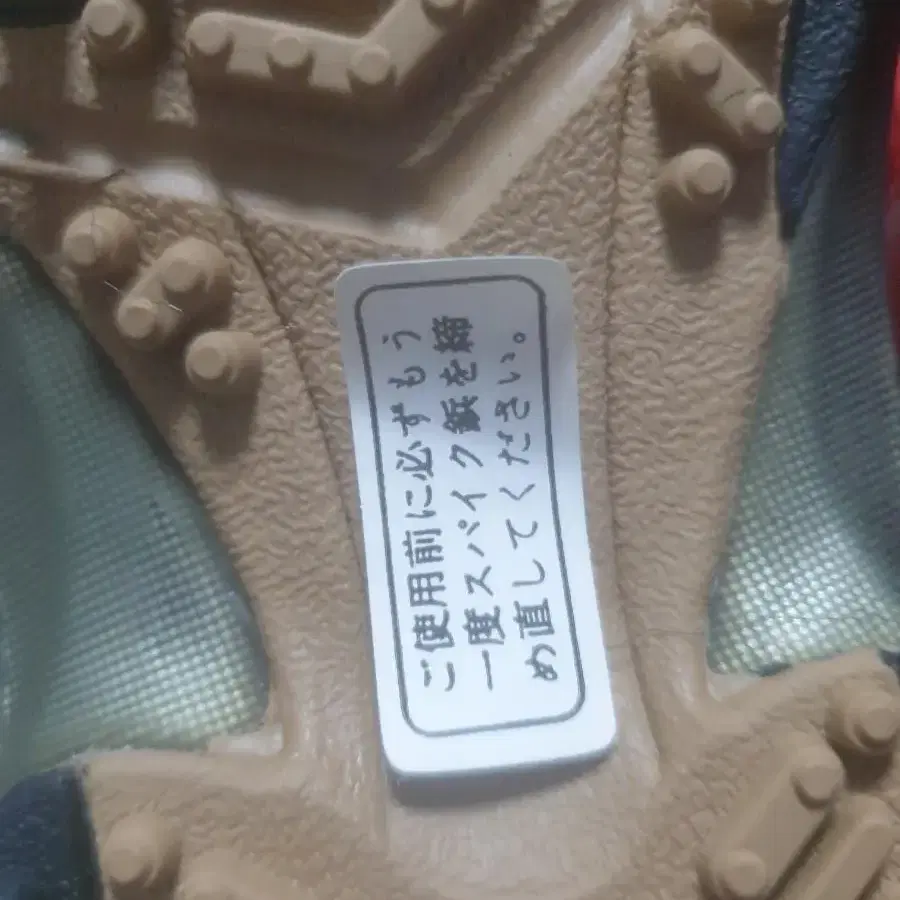 ご使用前に必ずもう
一度スパイク鋲を締
め直してください。